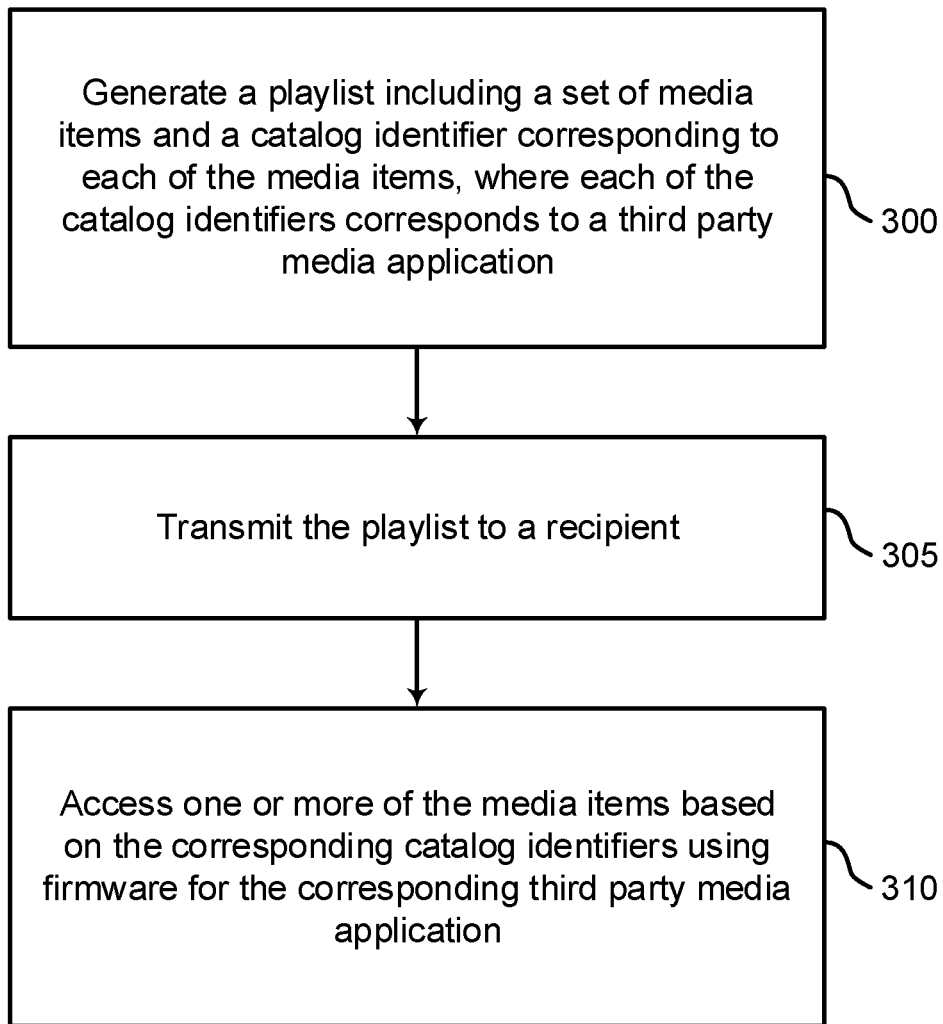 Generate a playlist including a set of media
items and a catalog identifier corresponding to
each of the media items, where each of the
catalog identifiers corresponds to a third party
media application
300
Transmit the playlist to a recipient
305
Access one or more of the media items based
on the corresponding catalog identifiers using
firmware for the corresponding third party media
application
310